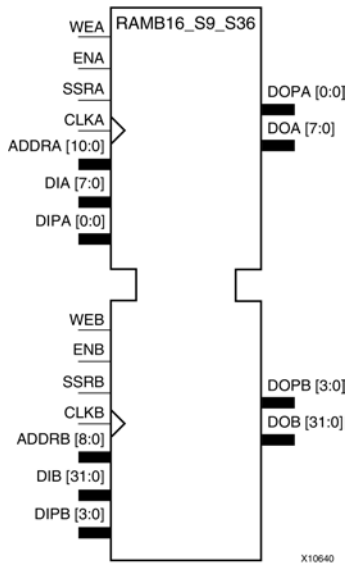 RAMB16_S9_S36
WEA
ENA
SSRA
CLKA
ADDRA [10:0]
DIA [7:0]
DIPA [0:0]
DOPA [0:0]
DOA [7:0]
WEB
ENB
SSRB
CLKB
ADDRB [8:0]
DIB [31:0]
DIPB [3:0]
DOPB [3:0]
DOB [31:0]
X10640